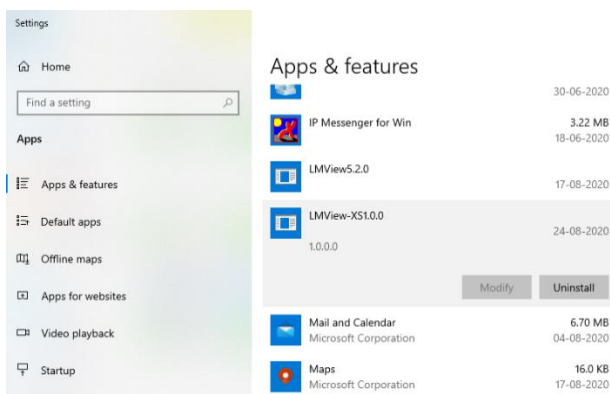 Settings
Home
Find a setting
Apps
Apps & features
Default apps
Offline maps
Apps for websites
Video playback
Startup
Apps & features
30-06-2020
IP Messenger for Win 3.22 MB
18-06-2020
LMView5.2.0
17-08-2020
LMView-XS1.0.0
24-08-2020
1.0.0.0
Modify Uninstall
Mail and Calendar 6.70 MB
Microsoft Corporation 04-08-2020
Maps 16.0 KB
Microsoft Corporation 17-08-2020